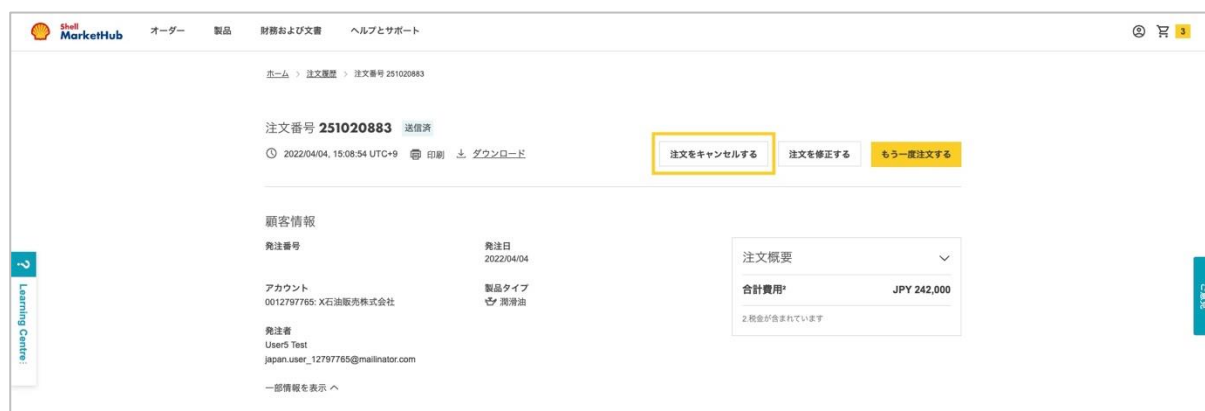 Shell
MarketHub
オーダー 製品 財務および文書 ヘルプとサポート 3
ホーム > 注文履歴 > 注文番号 251020883
注文番号 251020883 送信済
2022/04/04, 15:08:54 UTC+9 印刷 ダウンロード
注文をキャンセルする 注文を修正する もう一度注文する
顧客情報
発注番号 発注日
2022/04/04
アカウント 製品タイプ
0012797765: X石油販売株式会社 潤滑油
発注者
User5 Test
japan.user_12797765@mailinator.com
一部情報を表示
注文概要
合計費用² JPY 242,000
2.税金が含まれています
? Learning Centre
ご意見